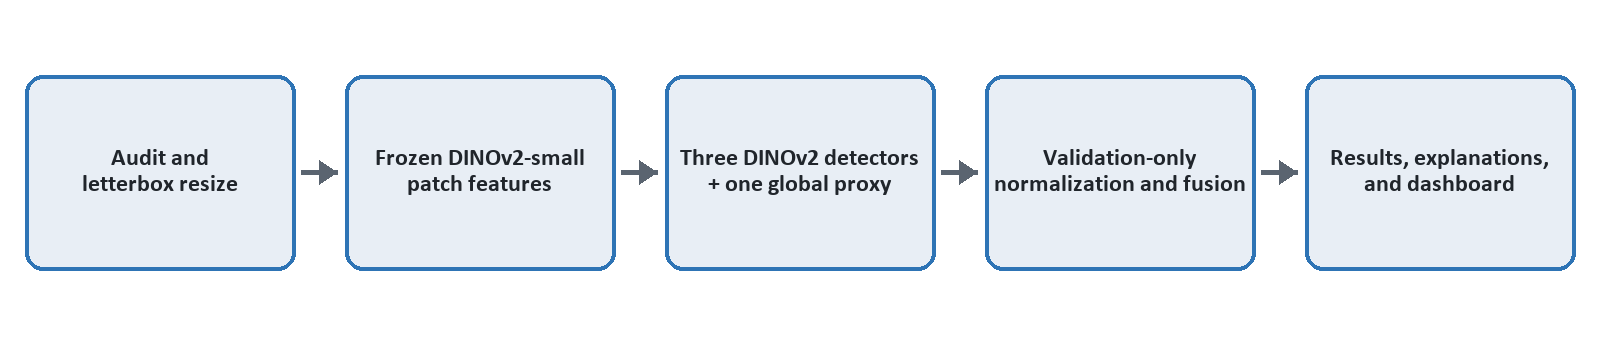 Audit and
letterbox resize
Frozen DINOv2-small
patch features
Three DINOv2 detectors
+ one global proxy
Validation-only
normalization and fusion
Results, explanations,
and dashboard